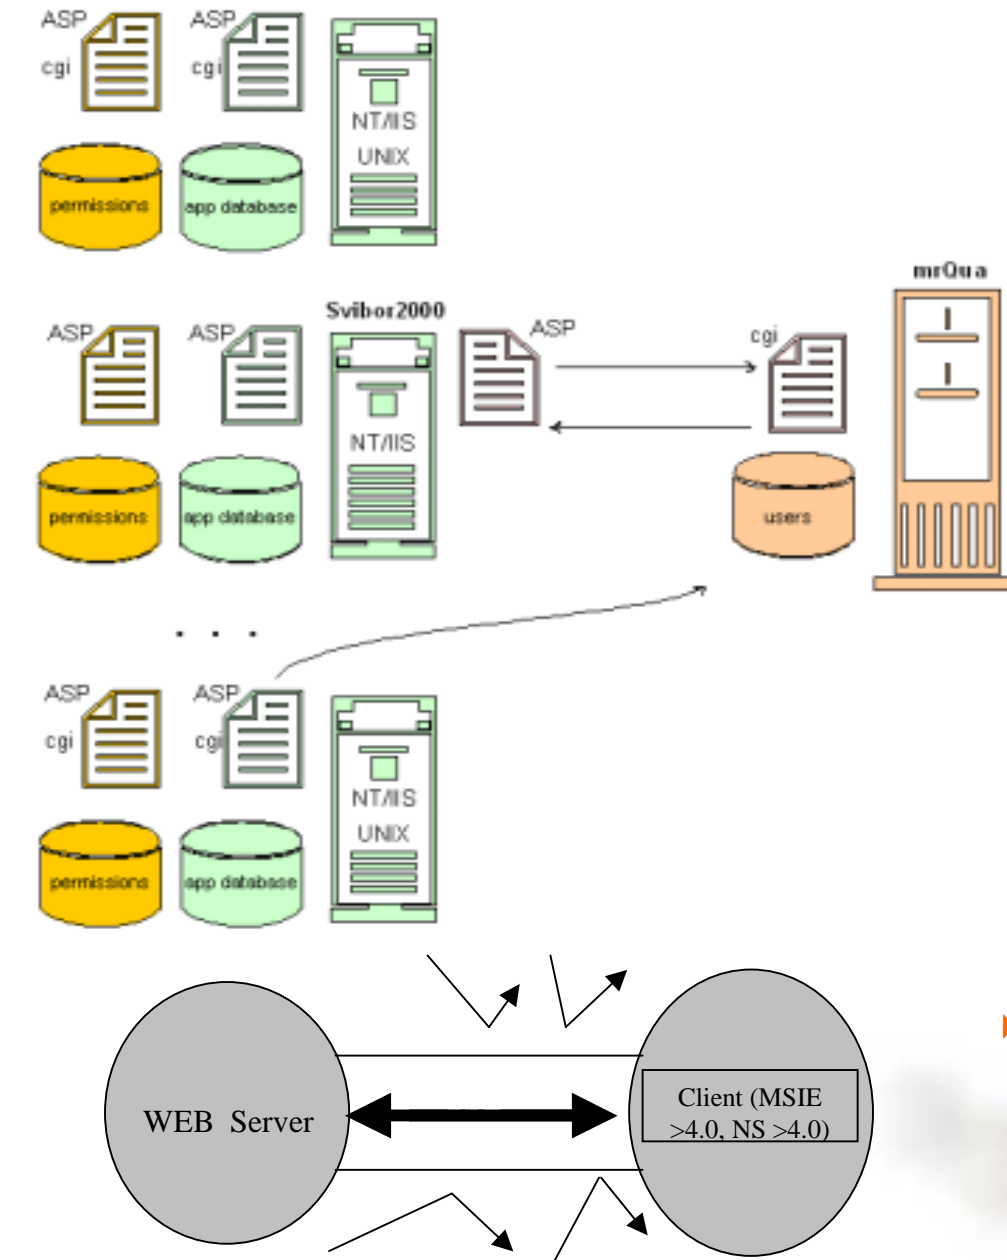 ASP
cgi
ASP
cgi
NT/IIS
UNIX
permissions
app database
mrQua
Svibor2000
ASP
ASP
ASP
cgi
NT/IIS
permissions
app database
users
. . .
ASP
cgi
ASP
cgi
NT/IIS
UNIX
permissions
app database
WEB Server
Client (MSIE
>4.0, NS >4.0)